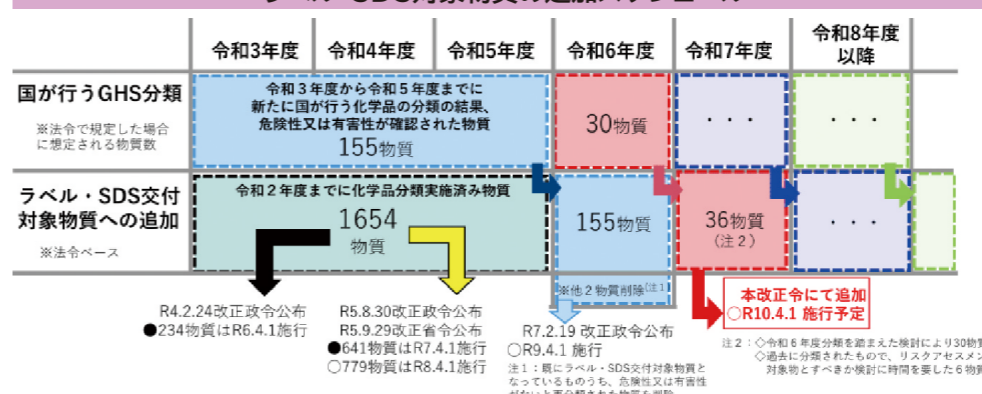 令和3年度
令和4年度
令和5年度
令和6年度
令和7年度
令和8年度
以降
国が行うGHS分類
※法令で規定した場合
に想定される物質数
令和3年度から令和5年度までに
新たに国が行う化学品の分類の結果、
危険性又は有害性が確認された物質
155物質
30物質
・・・
・・・
ラベル・SDS交付
対象物質への追加
※法令ベース
令和2年度までに化学品分類実施済み物質
1654
物質
155物質
36物質
(注2)
・・・
※他2物質削除(注1
R4.2.24改正政令公布
●234物質はR6.4.1施行
R5.8.30改正政令公布
R5.9.29改正省令公布
●641物質はR7.4.1施行
○779物質はR8.4.1施行
R7.2.19 改正政令公布
○R9.4.1 施行
注1:既にラベル・SDS交付対象物質と
なっているものうち、危険性又は有害性
がないと再分類された物質を削除
本改正令にて追加
○R10.4.1 施行予定
注2:◇令和6年度分類を踏まえた検討により30物質
◇過去に分類されたもので、リスクアセスメン
対象物とすべきか検討に時間を要した6物質